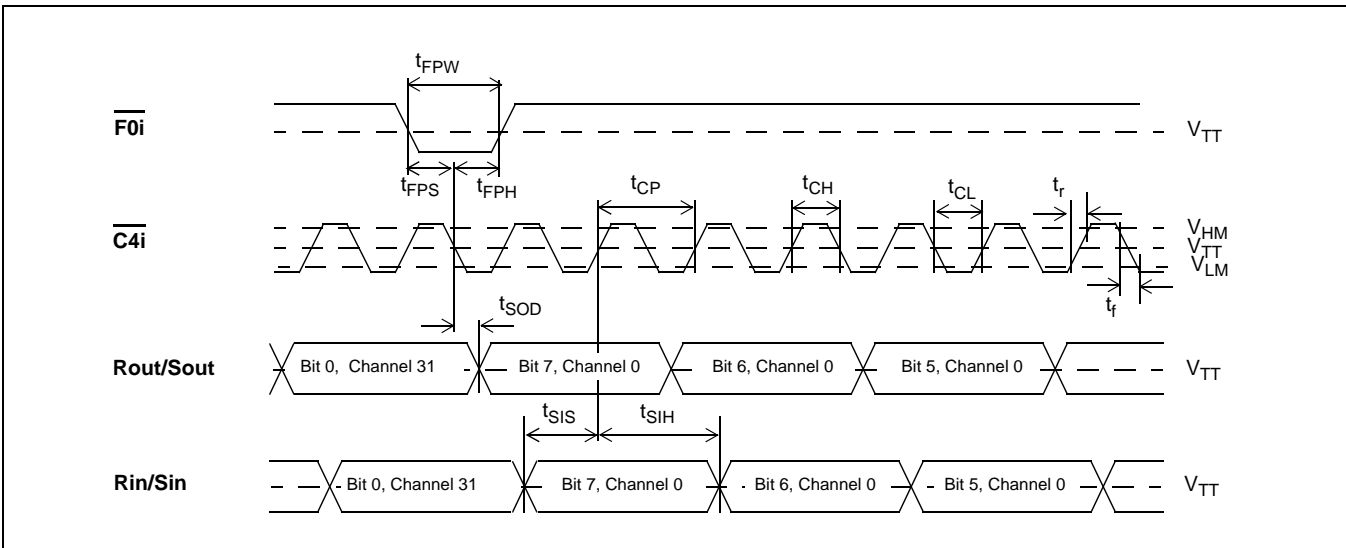 tFPW
F0i
VTT
tFPS
tFPH
tCP
tCH
tCL
tr
C4i
VHM
VTT
VLM
tf
tSOD
Rout/Sout
Bit 0, Channel 31
Bit 7, Channel 0
Bit 6, Channel 0
Bit 5, Channel 0
VTT
tSIS
tSIH
Rin/Sin
Bit 0, Channel 31
Bit 7, Channel 0
Bit 6, Channel 0
Bit 5, Channel 0
VTT